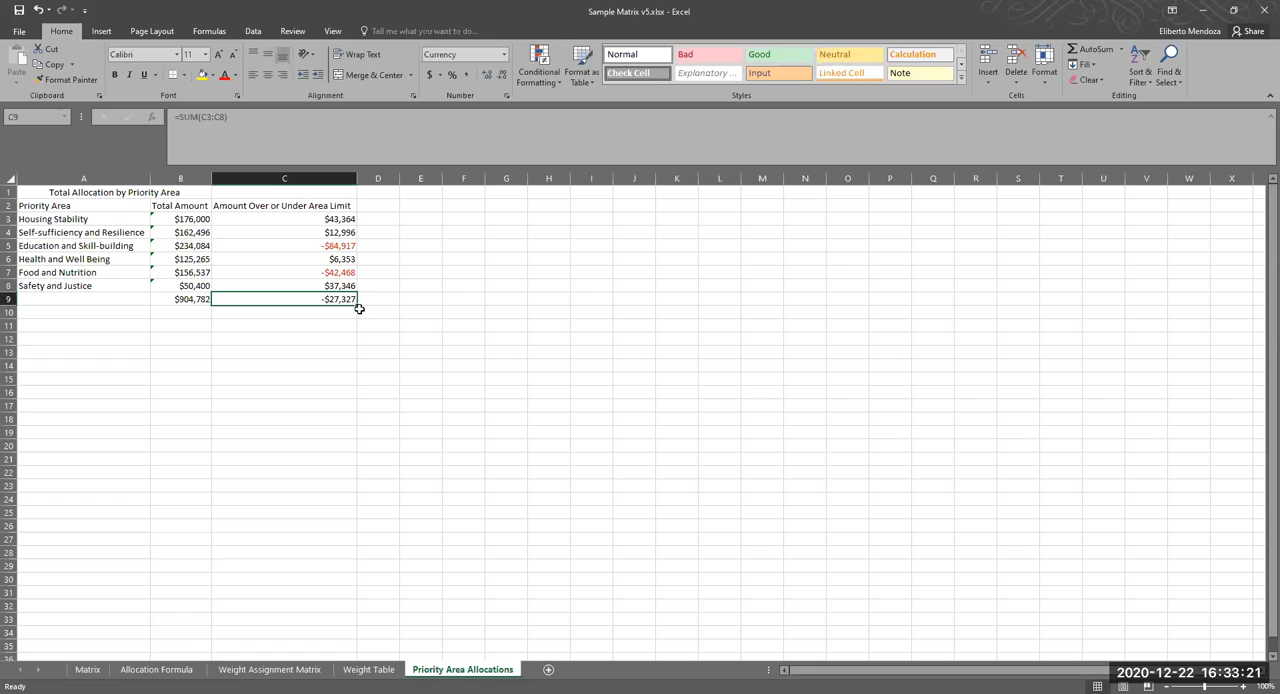 Sample Matrix v5.xlsx - Excel
Eliberto Mendoza Share
File Home Insert Page Layout Formulas Data Review View Tell me what you want to do...
Cut Calibri 11 A A Wrap Text Currency Normal Bad Good Neutral Calculation AutoSum
Copy Paste Format Painter B I U A Merge & Center $ % , Conditional Formatting Format as Table Check Cell Explanatory ... Input Linked Cell Note Insert Delete Format Fill Clear Sort & Filter Find & Select
Clipboard Font Alignment Number Styles Cells Editing
C9 fx =SUM(C3:C8)
A B C D E F G H I J K L M N O P Q R S T U V W X
1 Total Allocation by Priority Area
2 Priority Area Total Amount Amount Over or Under Area Limit
3 Housing Stability $176,000 $43,364
4 Self-sufficiency and Resilience $162,496 $12,996
5 Education and Skill-building $234,084 -$84,917
6 Health and Well Being $125,265 $6,353
7 Food and Nutrition $156,537 -$42,468
8 Safety and Justice $50,400 $37,346
9 $904,782 -$27,327
10
11
12
13
14
15
16
17
18
19
20
21
22
23
24
25
26
27
28
29
30
31
32
33
34
35
36
Matrix Allocation Formula Weight Assignment Matrix Weight Table Priority Area Allocations
2020-12-22 16:33:21
Ready 100%